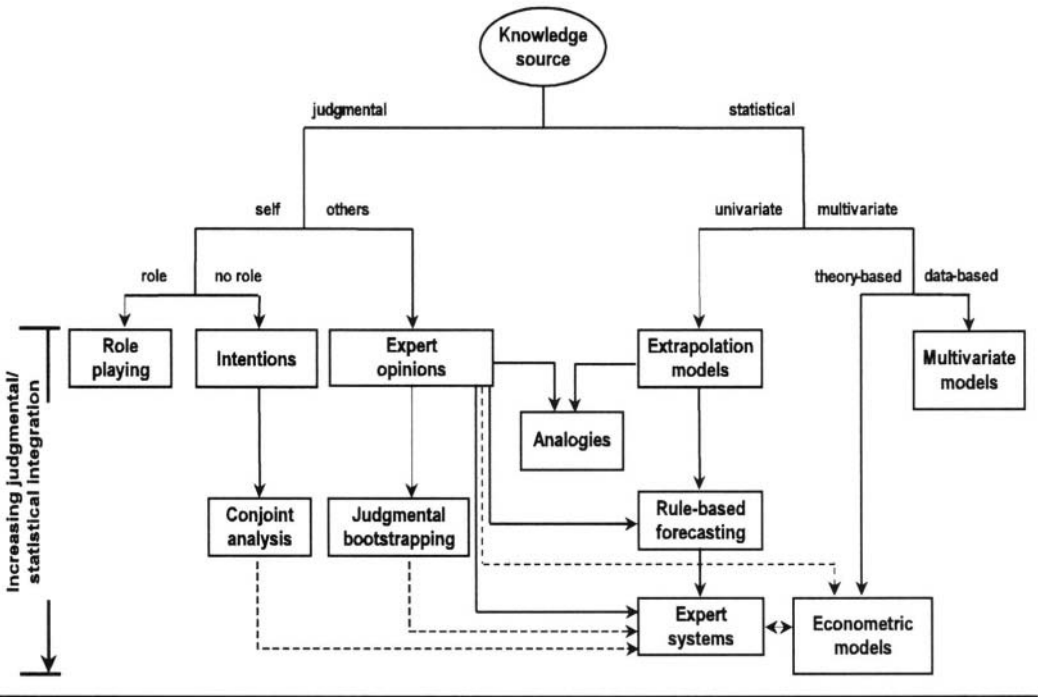 Knowledge
source
judgmental
statistical
self
others
univariate
multivariate
role
no role
theory-based
data-based
Role
playing
Intentions
Expert
opinions
Extrapolation
models
Multivariate
models
Analogies
Conjoint
analysis
Judgmental
bootstrapping
Rule-based
forecasting
Expert
systems
Econometric
models
Increasing judgmental/
statistical integration